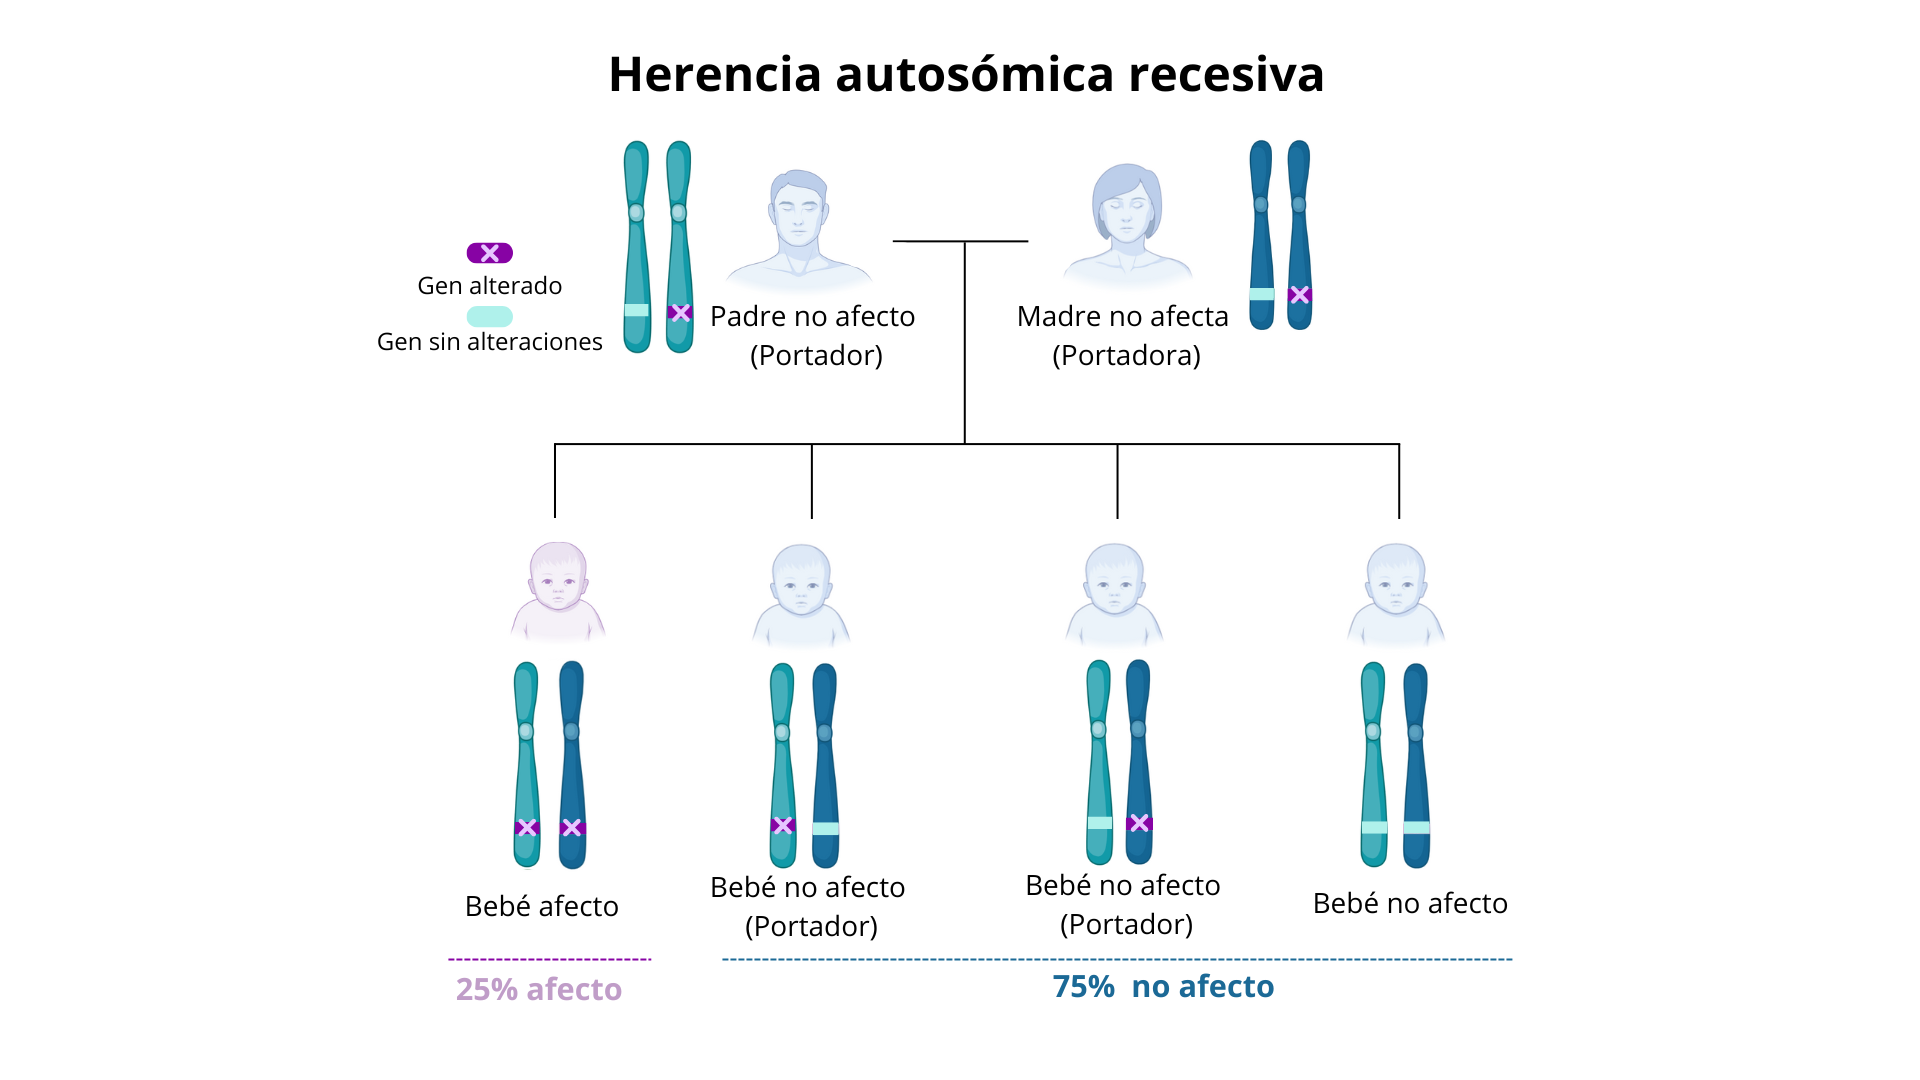 Herencia autosómica recesiva
Gen alterado
Gen sin alteraciones
Padre no afecto
(Portador)
Madre no afecta
(Portadora)
Bebé afecto
Bebé no afecto
(Portador)
Bebé no afecto
(Portador)
Bebé no afecto
25% afecto
75% no afecto